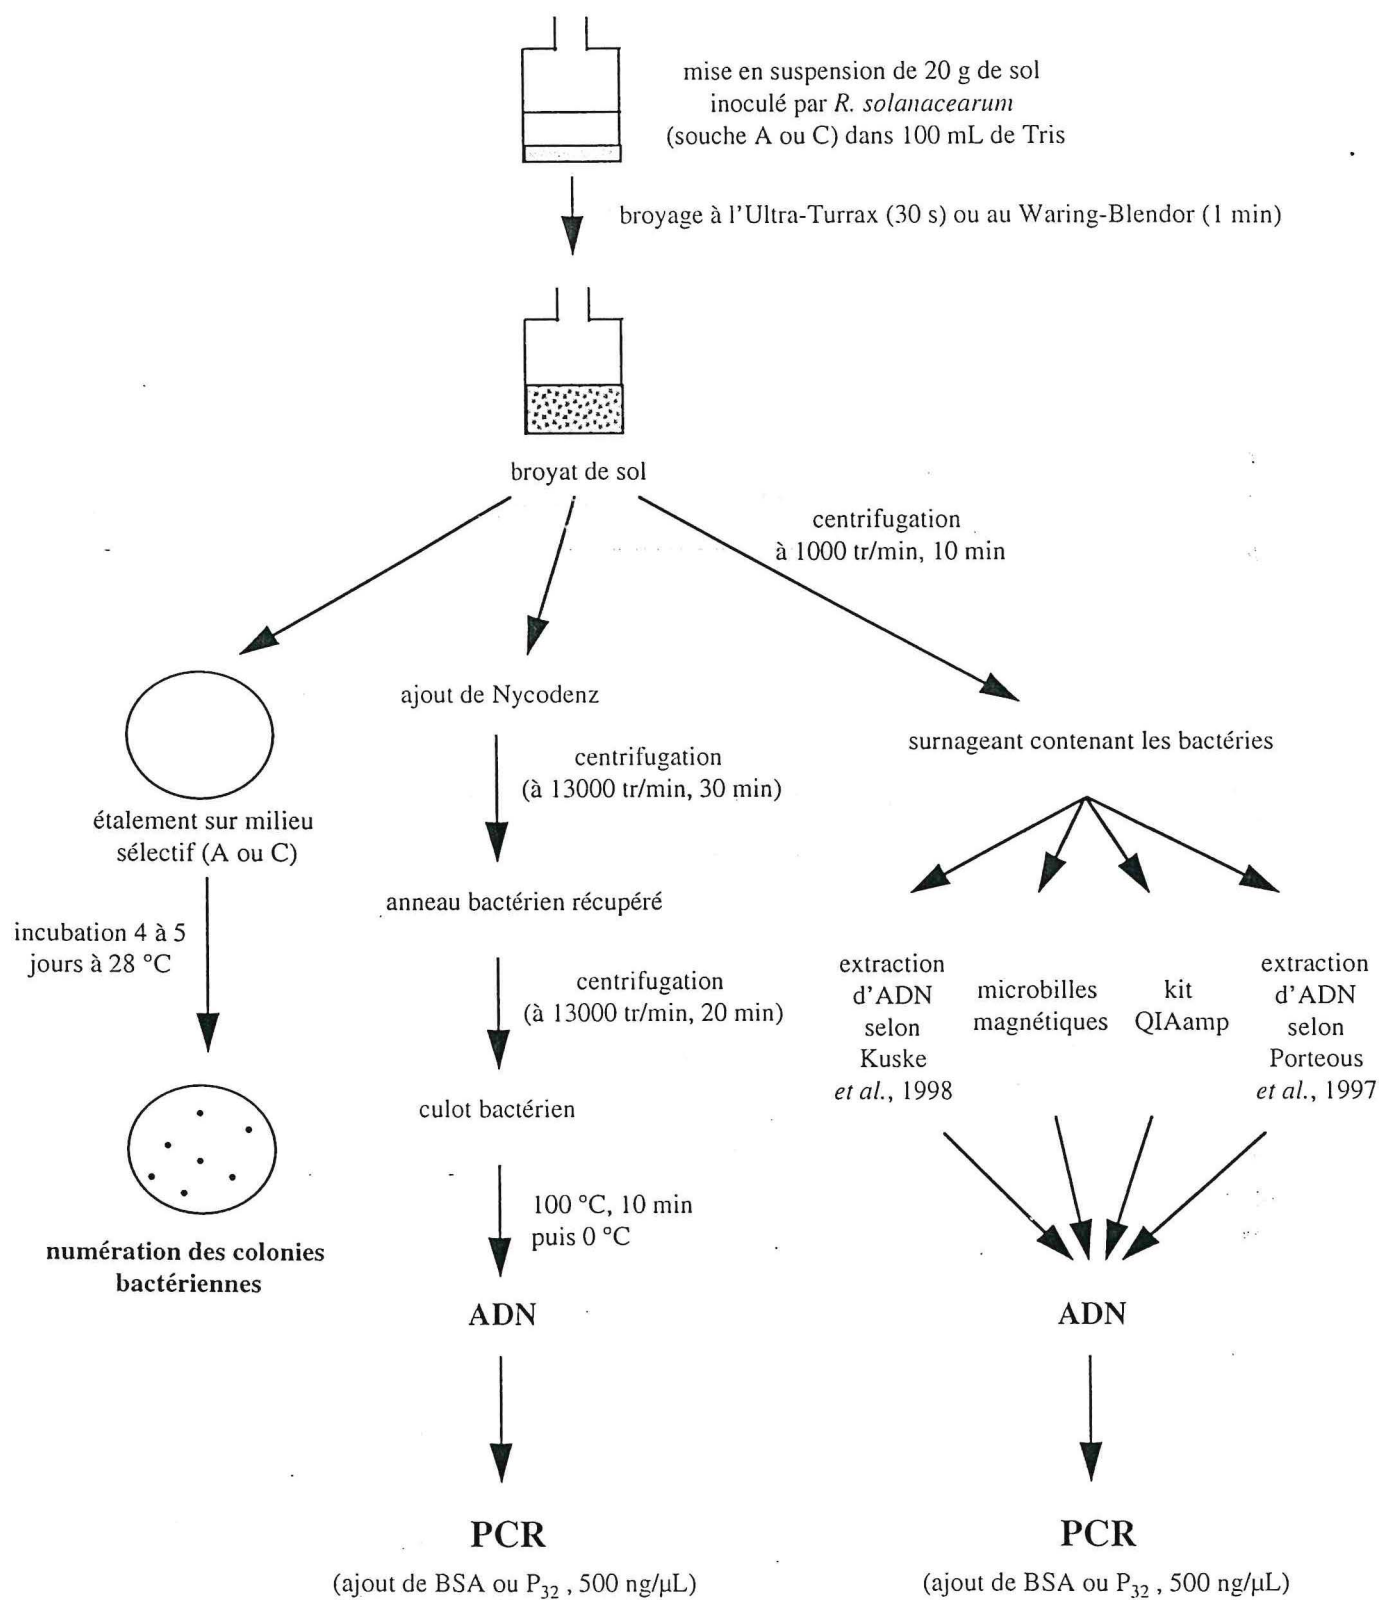 mise en suspension de 20 g de sol
inoculé par R. solanacearum
(souche A ou C) dans 100 mL de Tris
broyage à l'Ultra-Turrax (30 s) ou au Waring-Blendor (1 min)
broyat de sol
centrifugation
à 1000 tr/min, 10 min
étalement sur milieu
sélectif (A ou C)
incubation 4 à 5
jours à 28 °C
numération des colonies
bactériennes
ajout de Nycodenz
centrifugation
(à 13000 tr/min, 30 min)
anneau bactérien récupéré
centrifugation
(à 13000 tr/min, 20 min)
culot bactérien
100 °C, 10 min
puis 0 °C
ADN
PCR
(ajout de BSA ou P32 , 500 ng/µL)
surnageant contenant les bactéries
extraction
d'ADN
selon
Kuske
et al., 1998
microbilles
magnétiques
kit
QIAamp
extraction
d'ADN
selon
Porteous
et al., 1997
ADN
PCR
(ajout de BSA ou P32 , 500 ng/µL)